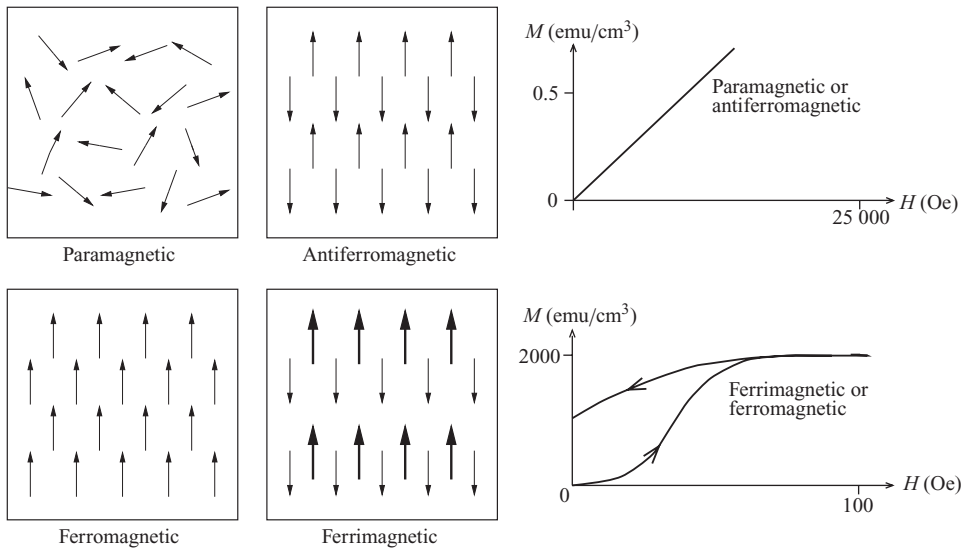 Paramagnetic
Antiferromagnetic
M (emu/cm³)
0.5
Paramagnetic or
antiferromagnetic
0
H (Oe)
25 000
Ferromagnetic
Ferrimagnetic
M (emu/cm³)
2000
Ferrimagnetic or
ferromagnetic
0
H (Oe)
100